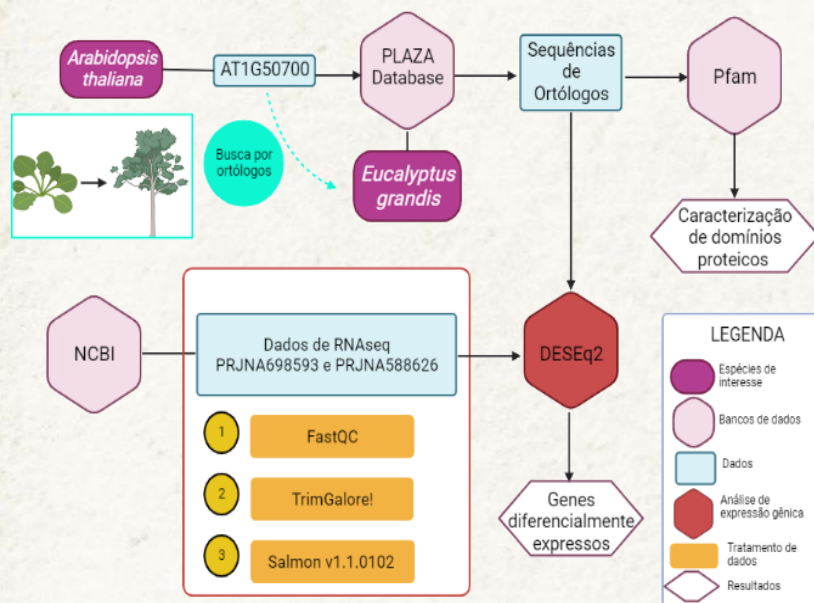 Arabidopsis
thaliana
AT1G50700
PLAZA
Database
Sequências
de
Ortólogos
Pfam
Busca por
ortólogos
Eucalyptus
grandis
Caracterização
de domínios
proteicos
NCBI
Dados de RNAseq
PRJNA698593 e PRJNA588626
DESEq2
1
FastQC
2
TrimGalore!
3
Salmon v1.1.0102
Genes
diferencialmente
expressos
LEGENDA
Espécies de
interesse
Bancos de dados
Dados
Análise de
expressão gênica
Tratamento de
dados
Resultados